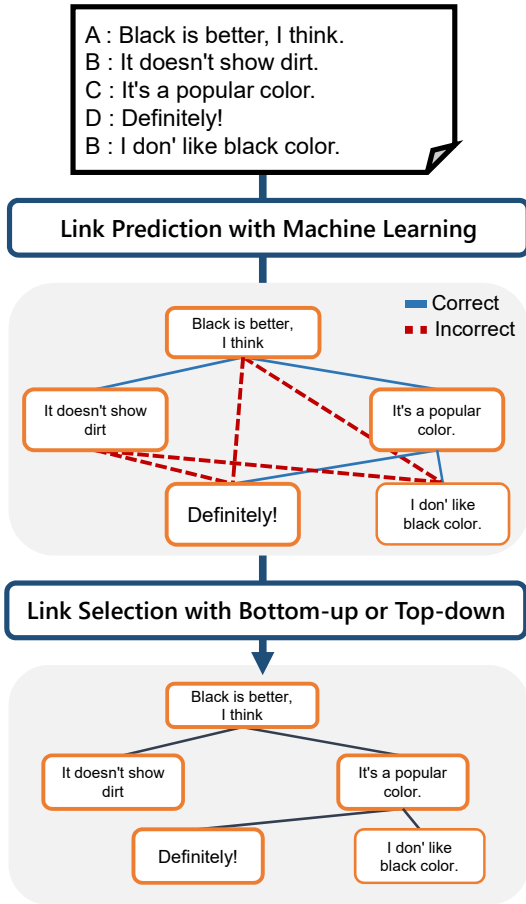 A : Black is better, I think.
B : It doesn't show dirt.
C : It's a popular color.
D : Definitely!
B : I don' like black color.
Link Prediction with Machine Learning
Correct
Incorrect
Black is better,
I think
It doesn't show
dirt
It's a popular
color.
Definitely!
I don' like
black color.
Link Selection with Bottom-up or Top-down
Black is better,
I think
It doesn't show
dirt
It's a popular
color.
Definitely!
I don' like
black color.